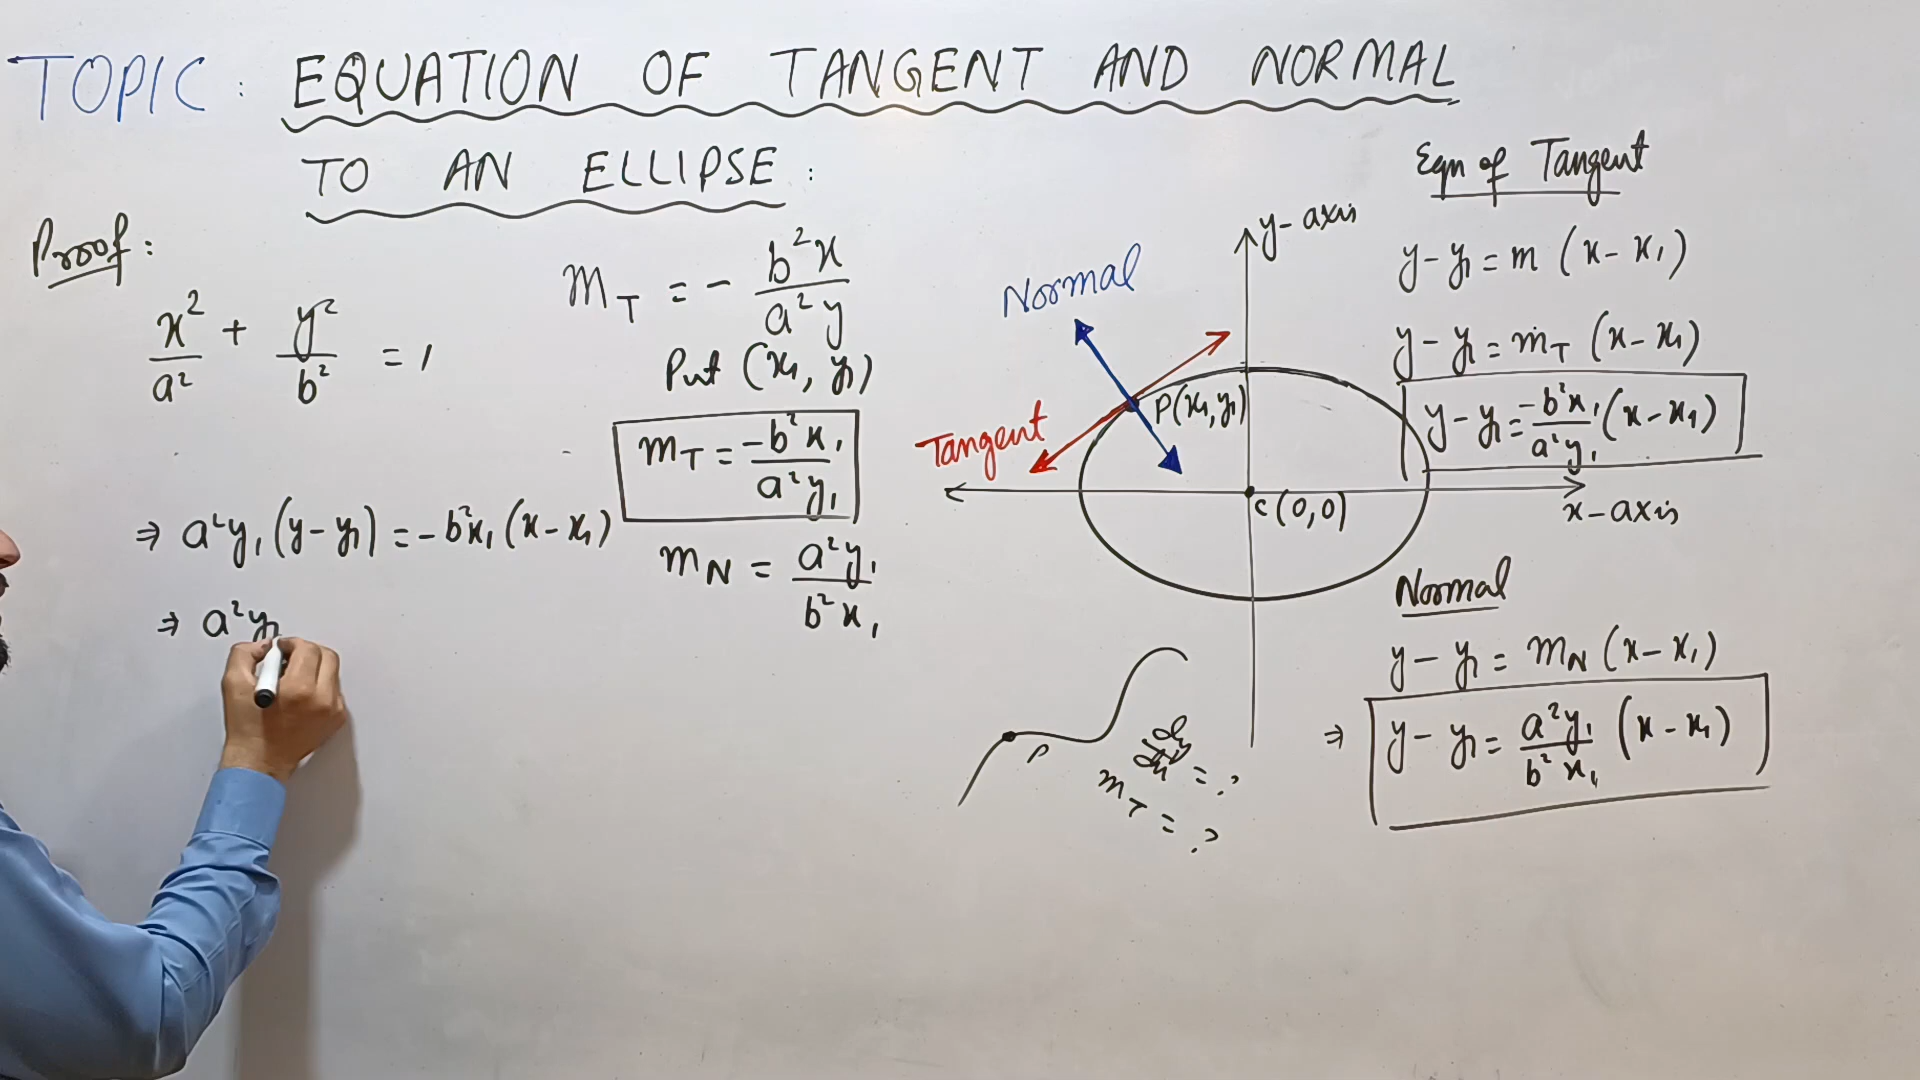 TOPIC : EQUATION OF TANGENT AND NORMAL
TO AN ELLIPSE :
Proof :
x²/a² + y²/b² = 1
⇒ a²y₁(y-y₁) = -b²x₁(x-x₁)
⇒ a²y₁
m_T = - b²x/a²y
Put (x₁, y₁)
m_T = -b²x₁/a²y₁
m_N = a²y₁/b²x₁
y-axis
Normal
Tangent
P(x₁,y₁)
C(0,0)
x-axis
P
dy/dx = ?
m_T = ?
Eqn of Tangent
y-y₁ = m (x-x₁)
y-y₁ = m_T (x-x₁)
y-y₁ = -b²x₁/a²y₁ (x-x₁)
Normal
y-y₁ = m_N (x-x₁)
⇒ y-y₁ = a²y₁/b²x₁ (x-x₁)